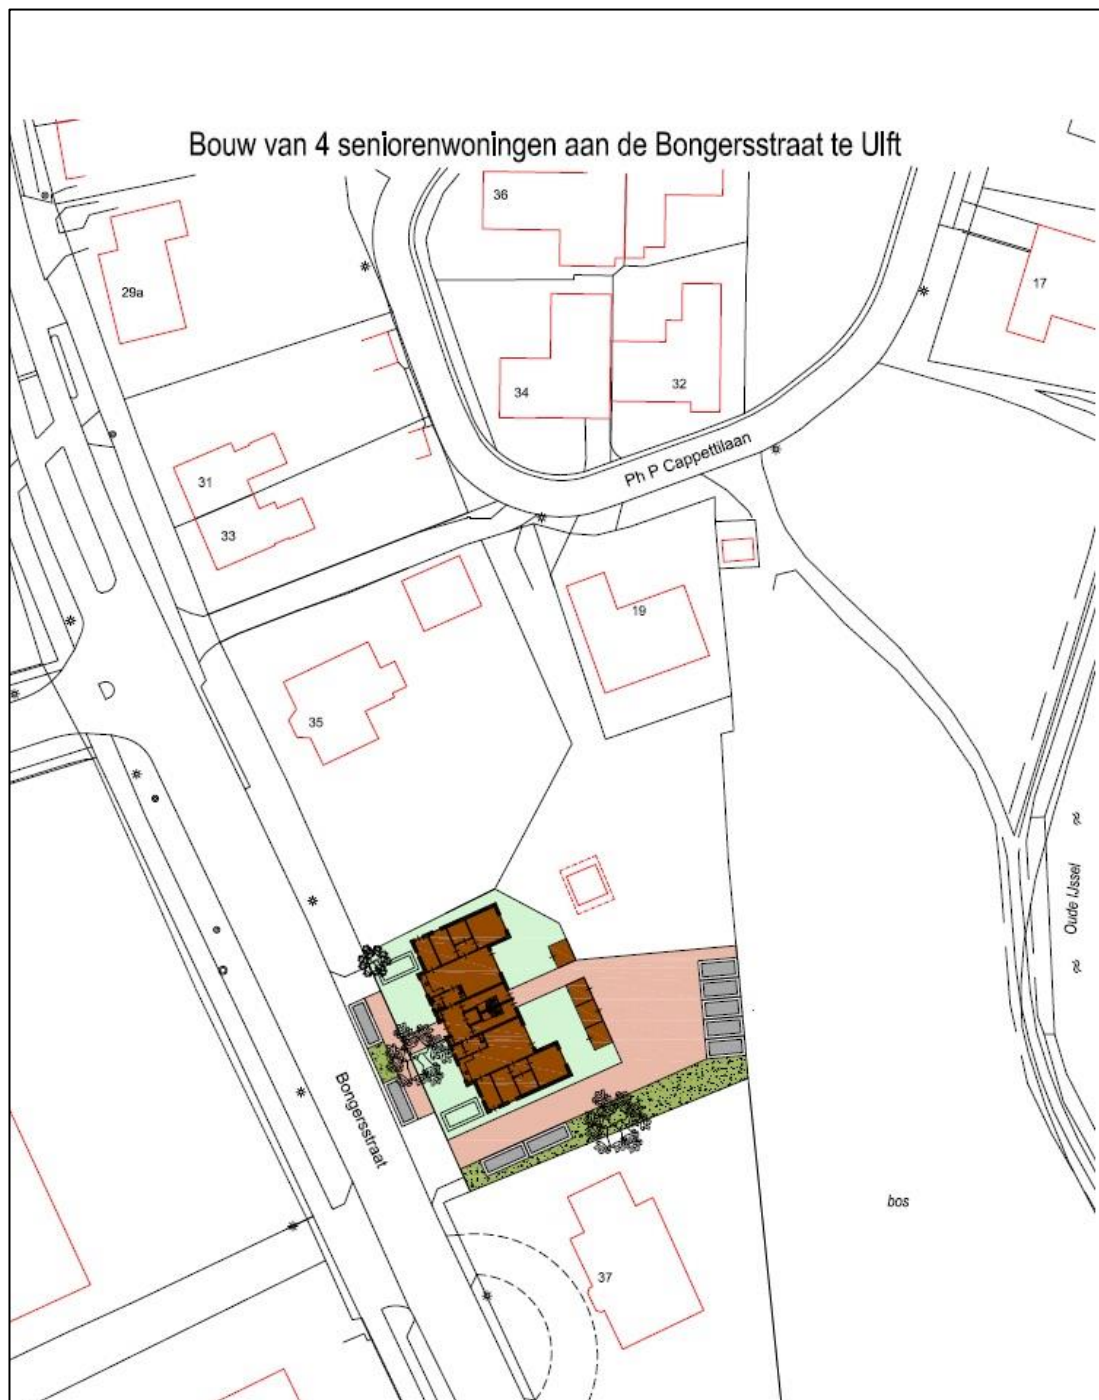 Bouw van 4 seniorenwoningen aan de Bongersstraat te Ulft
36
29a
17
34
32
Ph P Cappettilaan
31
33
19
35
Oude IJssel
Bongersstraat
bos
37